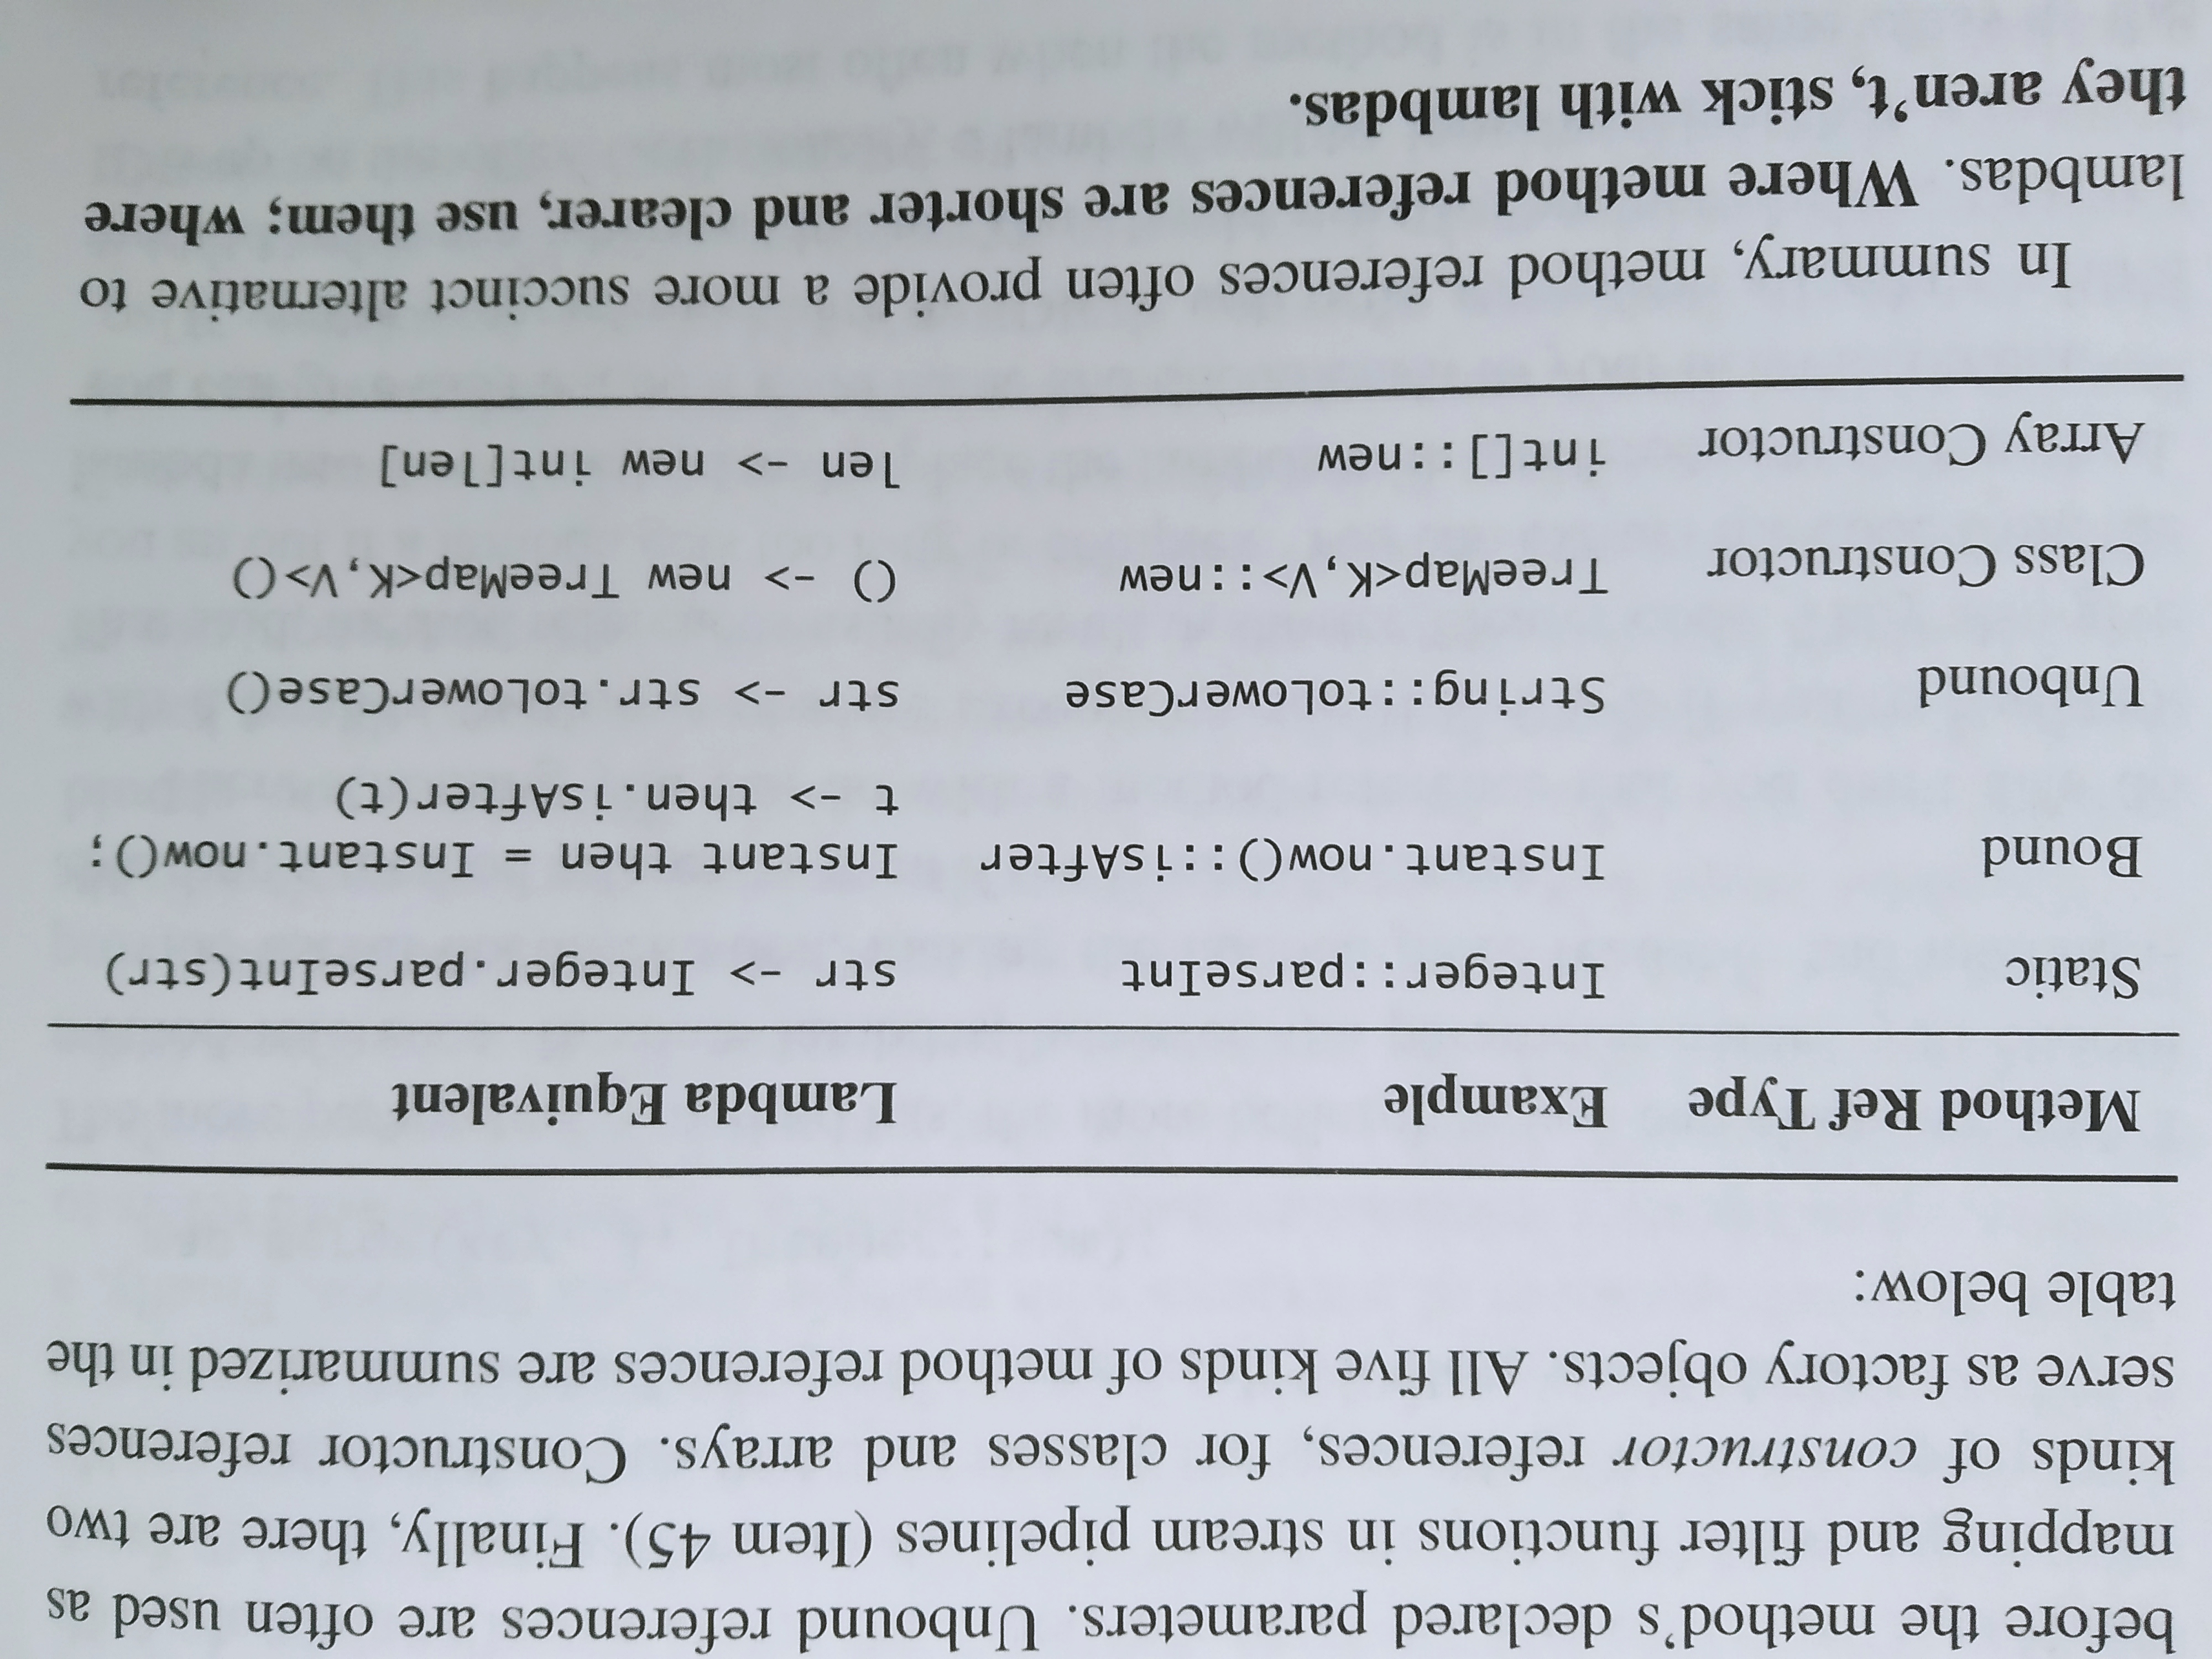 before the method's declared parameters. Unbound references are often used as
mapping and filter functions in stream pipelines (Item 45). Finally, there are two
kinds of constructor references, for classes and arrays. Constructor references
serve as factory objects. All five kinds of method references are summarized in the
table below:
Method Ref Type Example Lambda Equivalent
Static Integer::parseInt str -> Integer.parseInt(str)
Bound Instant.now()::isAfter Instant then = Instant.now();
t -> then.isAfter(t)
Unbound String::toLowerCase str -> str.toLowerCase()
Class Constructor TreeMap<K,V>::new () -> new TreeMap<K,V>()
Array Constructor int[]::new len -> new int[len]
In summary, method references often provide a more succinct alternative to
lambdas. Where method references are shorter and clearer, use them; where
they aren't, stick with lambdas.